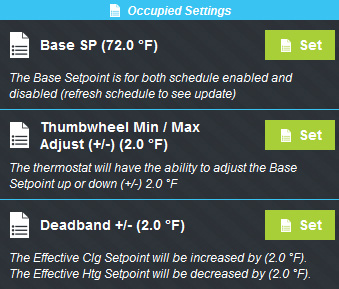 Occupied Settings
Base SP (72.0 °F)
Set
The Base Setpoint is for both schedule enabled and
disabled (refresh schedule to see update)
Thumbwheel Min / Max
Adjust (+/-) (2.0 °F)
Set
The thermostat will have the ability to adjust the Base
Setpoint up or down (+/-) 2.0 °F
Deadband +/- (2.0 °F)
Set
The Effective Clg Setpoint will be increased by (2.0 °F).
The Effective Htg Setpoint will be decreased by (2.0 °F).